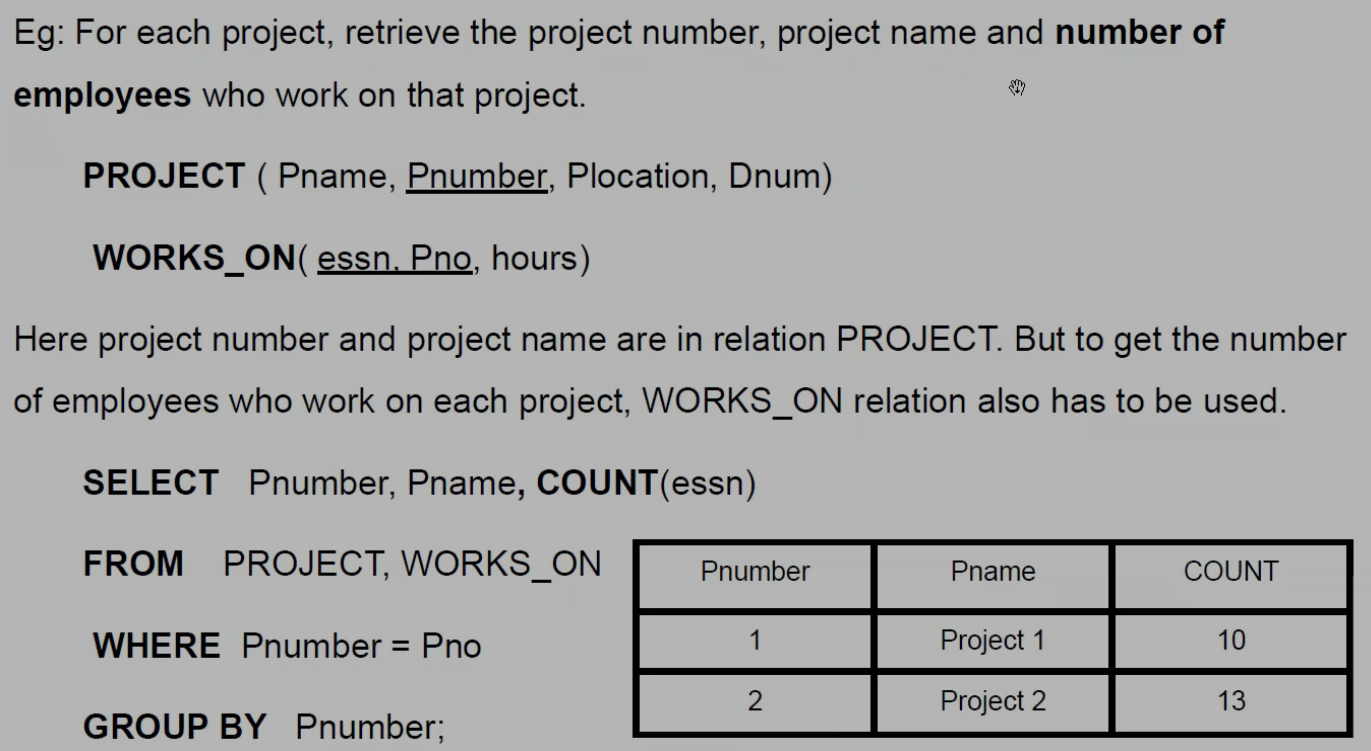 Eg: For each project, retrieve the project number, project name and number of
employees who work on that project.
PROJECT ( Pname, Pnumber, Plocation, Dnum)
WORKS_ON( essn, Pno, hours)
Here project number and project name are in relation PROJECT. But to get the number
of employees who work on each project, WORKS_ON relation also has to be used.
SELECT Pnumber, Pname, COUNT(essn)
FROM PROJECT, WORKS_ON
WHERE Pnumber = Pno
GROUP BY Pnumber;
Pnumber Pname COUNT
1 Project 1 10
2 Project 2 13